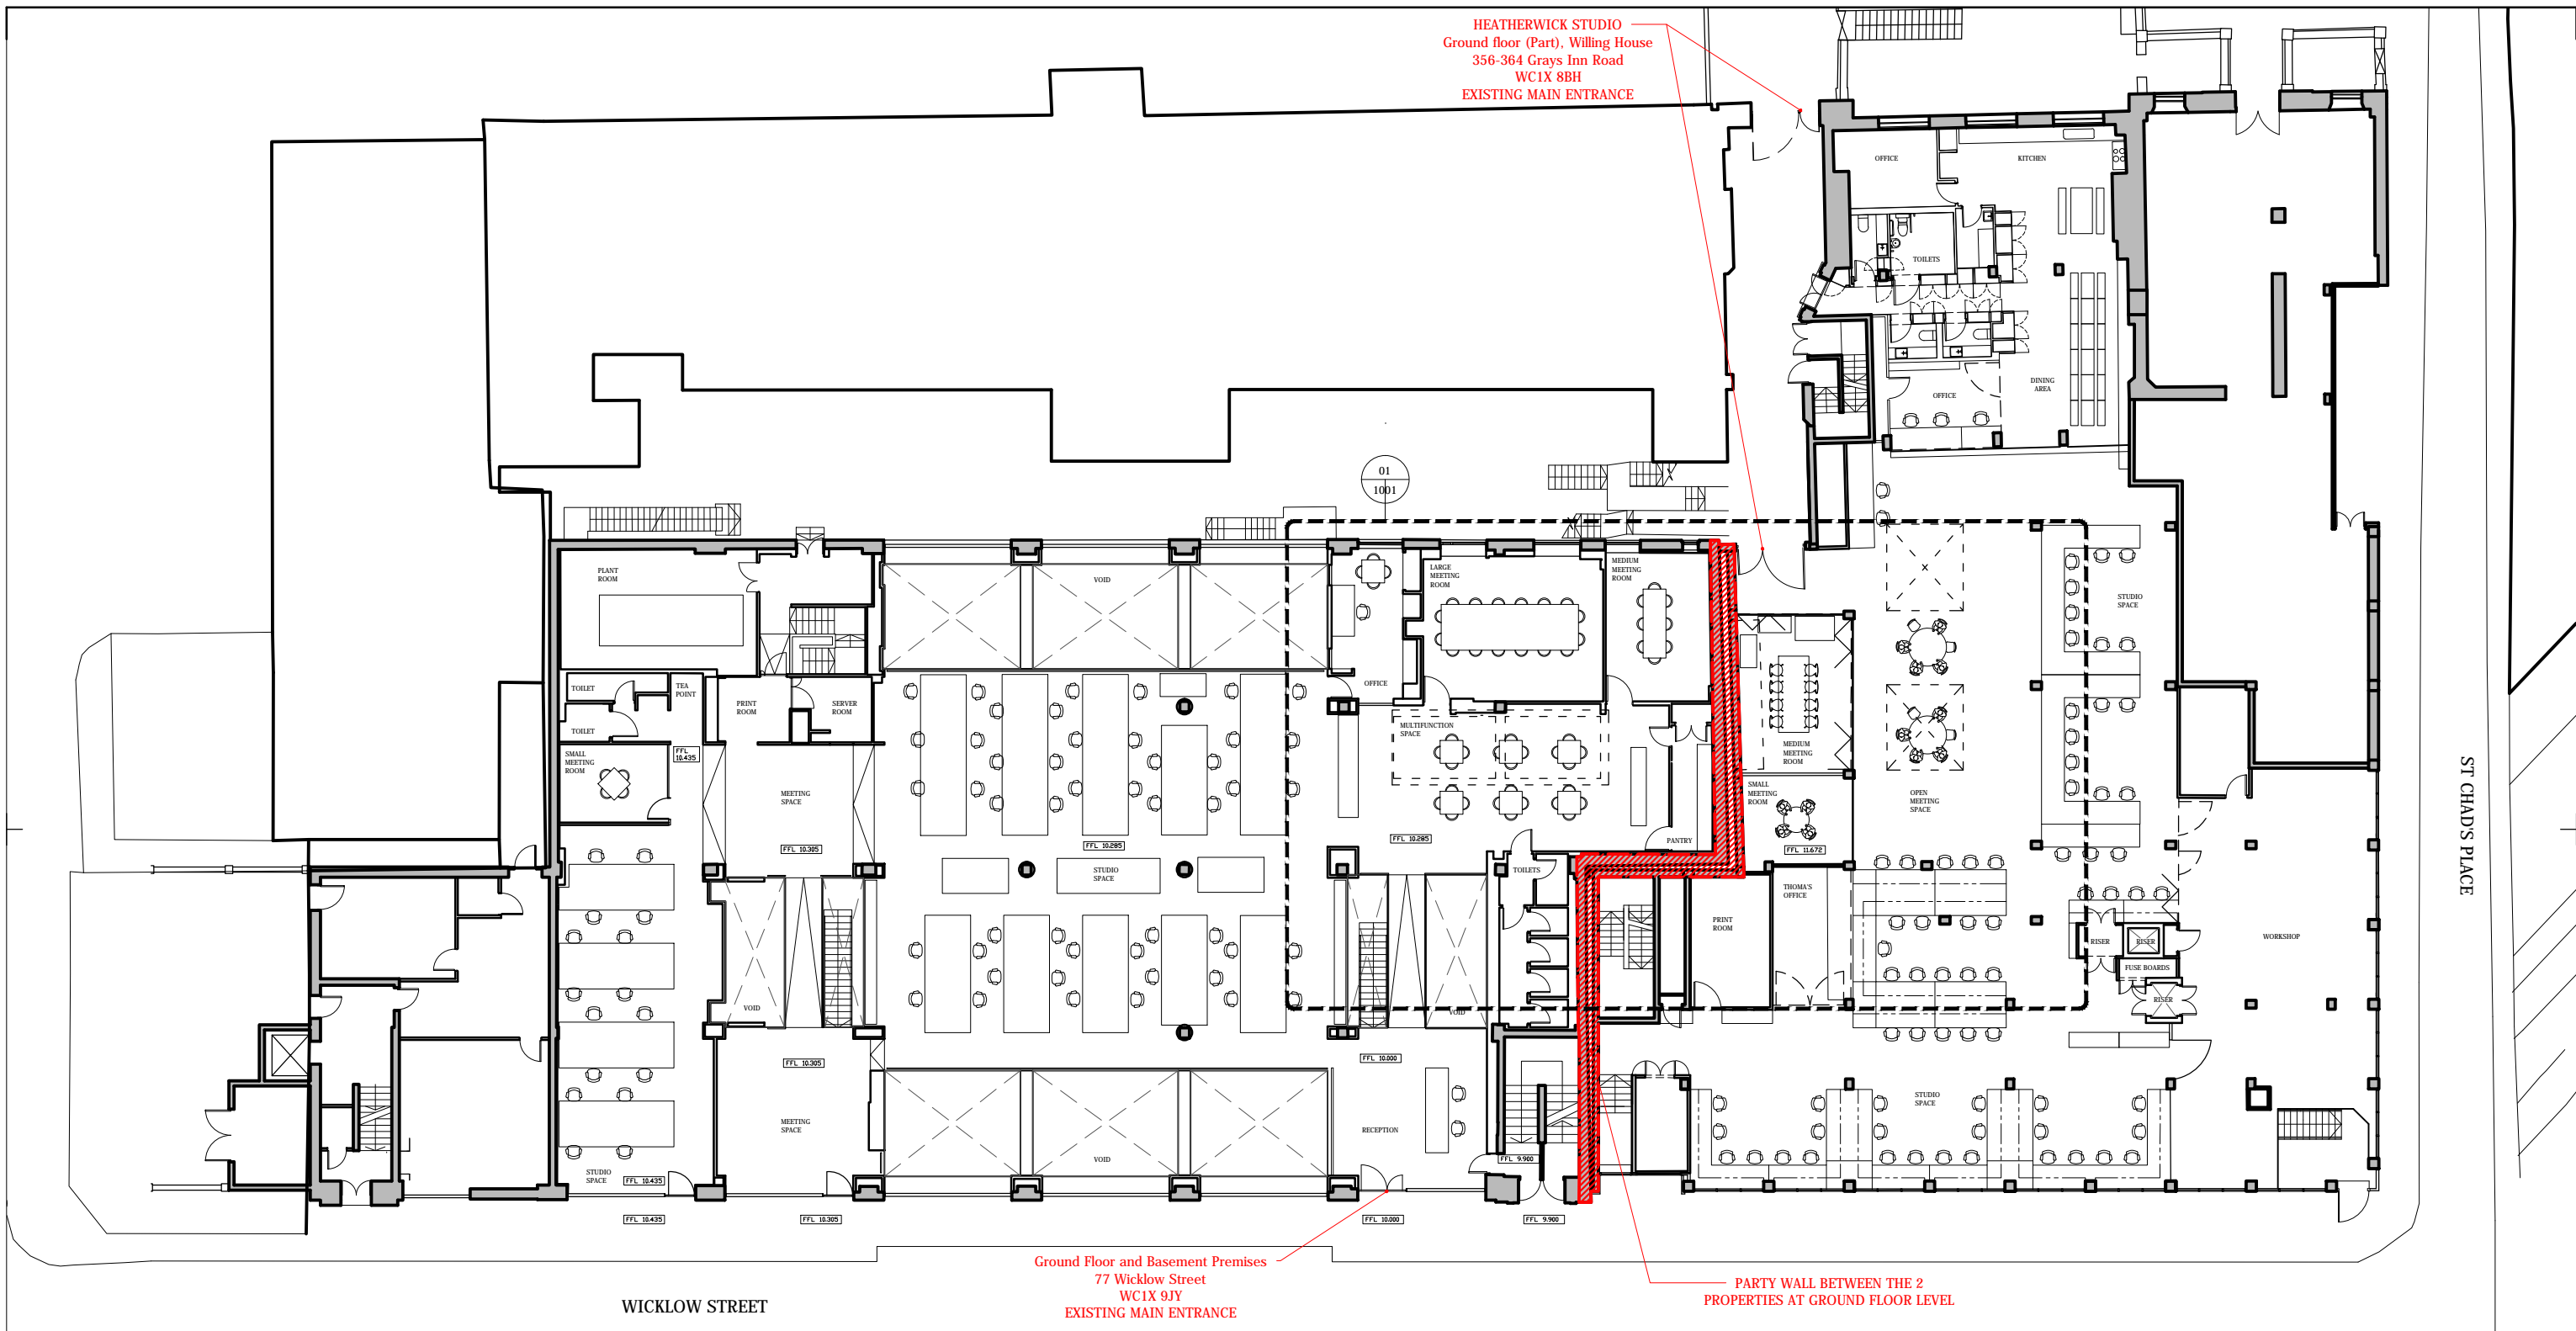 HEATHERWICK STUDIO
Ground floor (Part), Willing House
356-364 Grays Inn Road
WC1X 8BH
EXISTING MAIN ENTRANCE
OFFICE
KITCHEN
TOILETS
DINING
AREA
OFFICE
01
1001
PLANT
ROOM
VOID
LARGE
MEETING
ROOM
MEDIUM
MEETING
ROOM
STUDIO
SPACE
TOILET
TEA
POINT
PRINT
ROOM
SERVER
ROOM
OFFICE
TOILET
MULTIFUNCTION
SPACE
SMALL
MEETING
ROOM
FFL
10.435
MEDIUM
MEETING
ROOM
MEETING
SPACE
SMALL
MEETING
ROOM
OPEN
MEETING
SPACE
ST CHAD'S PLACE
FFL 10.305
FFL 10.285
FFL 10.285
PANTRY
FFL 11.672
STUDIO
SPACE
TOILETS
THOMA'S
OFFICE
PRINT
ROOM
RISER
RISER
WORKSHOP
FUSE BOARDS
RISER
VOID
VOID
FFL 10.305
FFL 10.000
MEETING
SPACE
RECEPTION
STUDIO
SPACE
VOID
FFL 9.900
STUDIO
SPACE
FFL 10.435
FFL 10.435
FFL 10.305
FFL 10.000
FFL 9.900
Ground Floor and Basement Premises
77 Wicklow Street
WC1X 9JY
EXISTING MAIN ENTRANCE
PARTY WALL BETWEEN THE 2
PROPERTIES AT GROUND FLOOR LEVEL
WICKLOW STREET